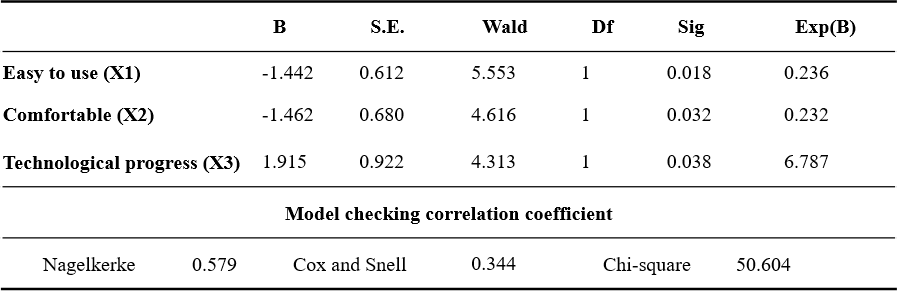 B S.E. Wald Df Sig Exp(B)
Easy to use (X1) -1.442 0.612 5.553 1 0.018 0.236
Comfortable (X2) -1.462 0.680 4.616 1 0.032 0.232
Technological progress (X3) 1.915 0.922 4.313 1 0.038 6.787
Model checking correlation coefficient
Nagelkerke 0.579 Cox and Snell 0.344 Chi-square 50.604